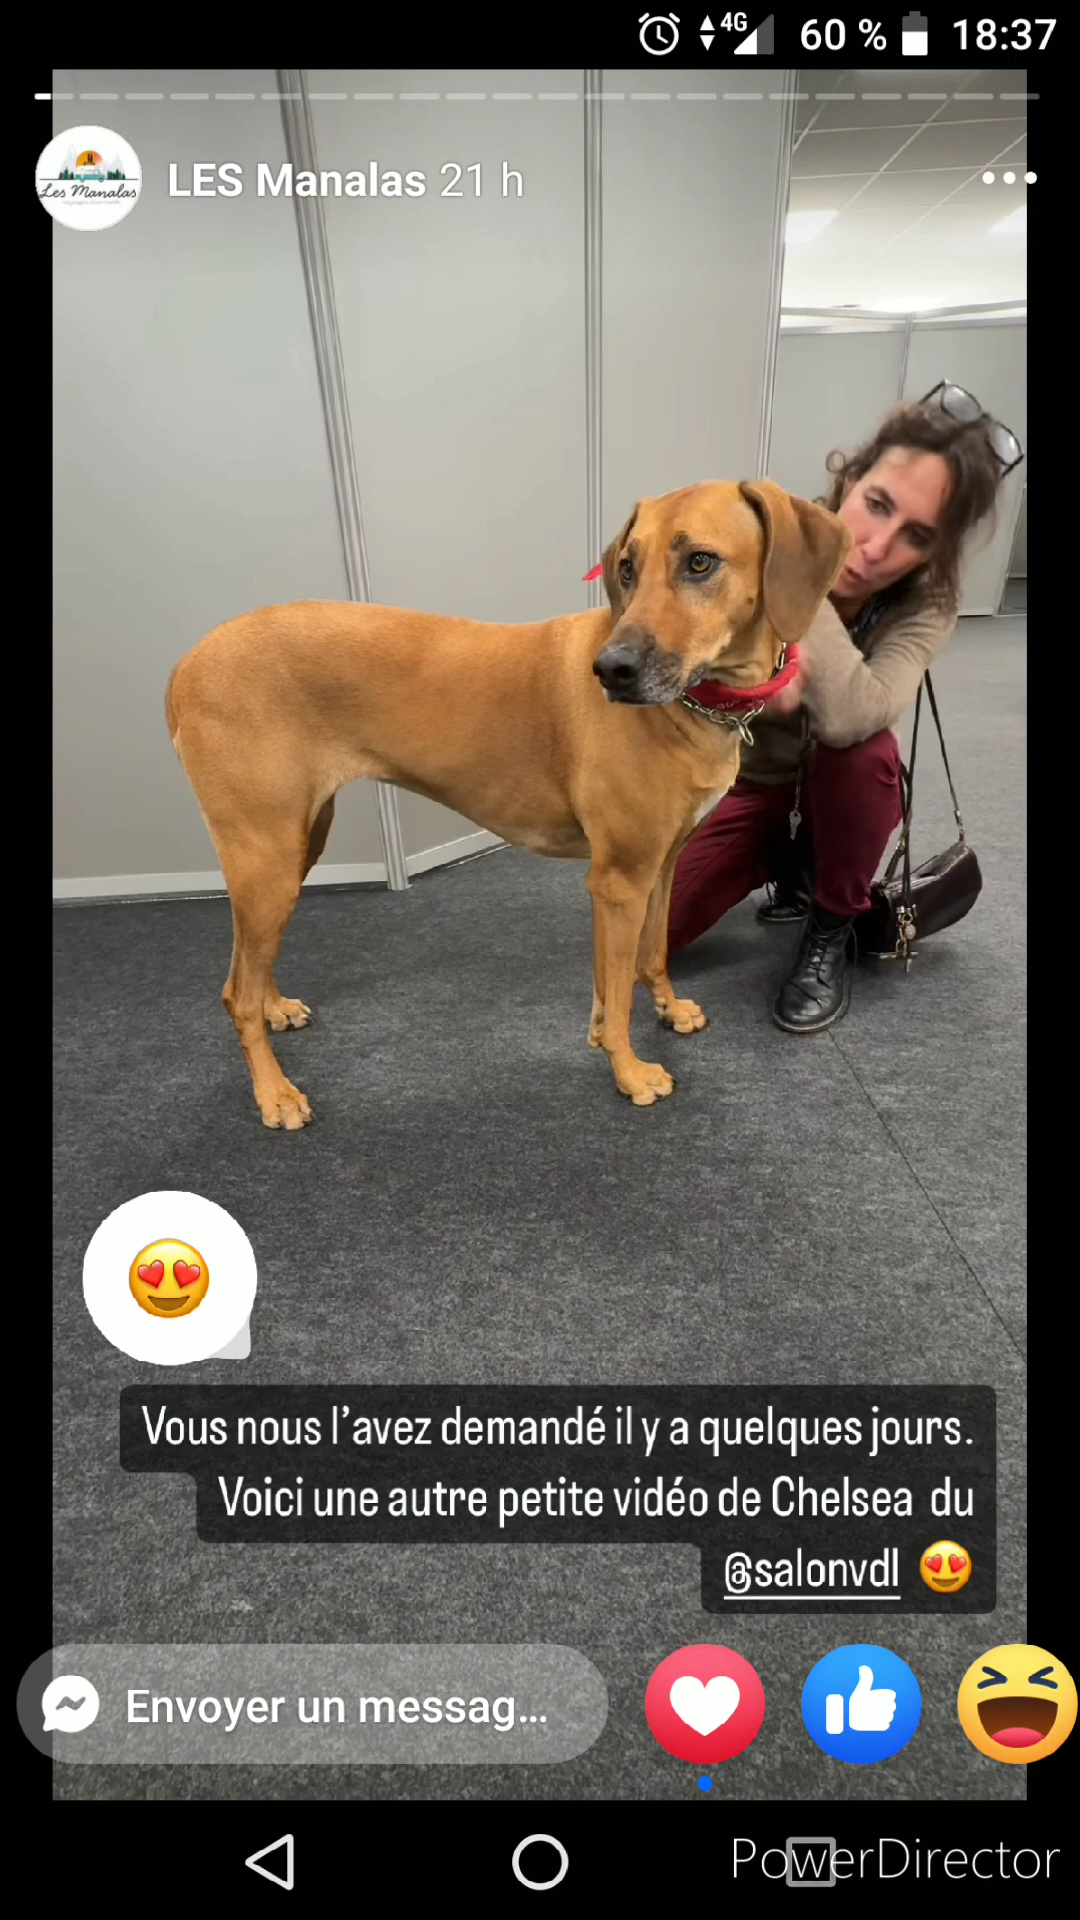 4G 60 % 18:37
Les Manalas
LES Manalas 21 h
Vous nous l'avez demandé il y a quelques jours.
Voici une autre petite vidéo de Chelsea du
@salonvdl 😍
Envoyer un messag...
PowerDirector